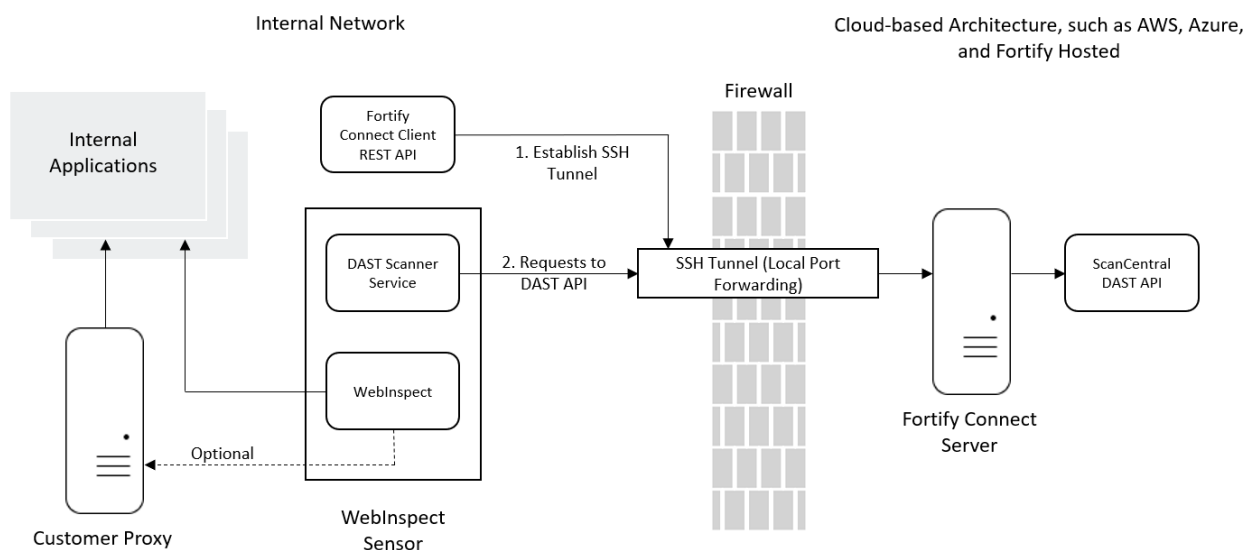 Internal Network
Cloud-based Architecture, such as AWS, Azure,
and Fortify Hosted
Firewall
Internal
Applications
Fortify
Connect Client
REST API
1. Establish SSH
Tunnel
DAST Scanner
Service
2. Requests to
DAST API
SSH Tunnel (Local Port
Forwarding)
ScanCentral
DAST API
WebInspect
Optional
Fortify Connect
Server
Customer Proxy
WebInspect
Sensor